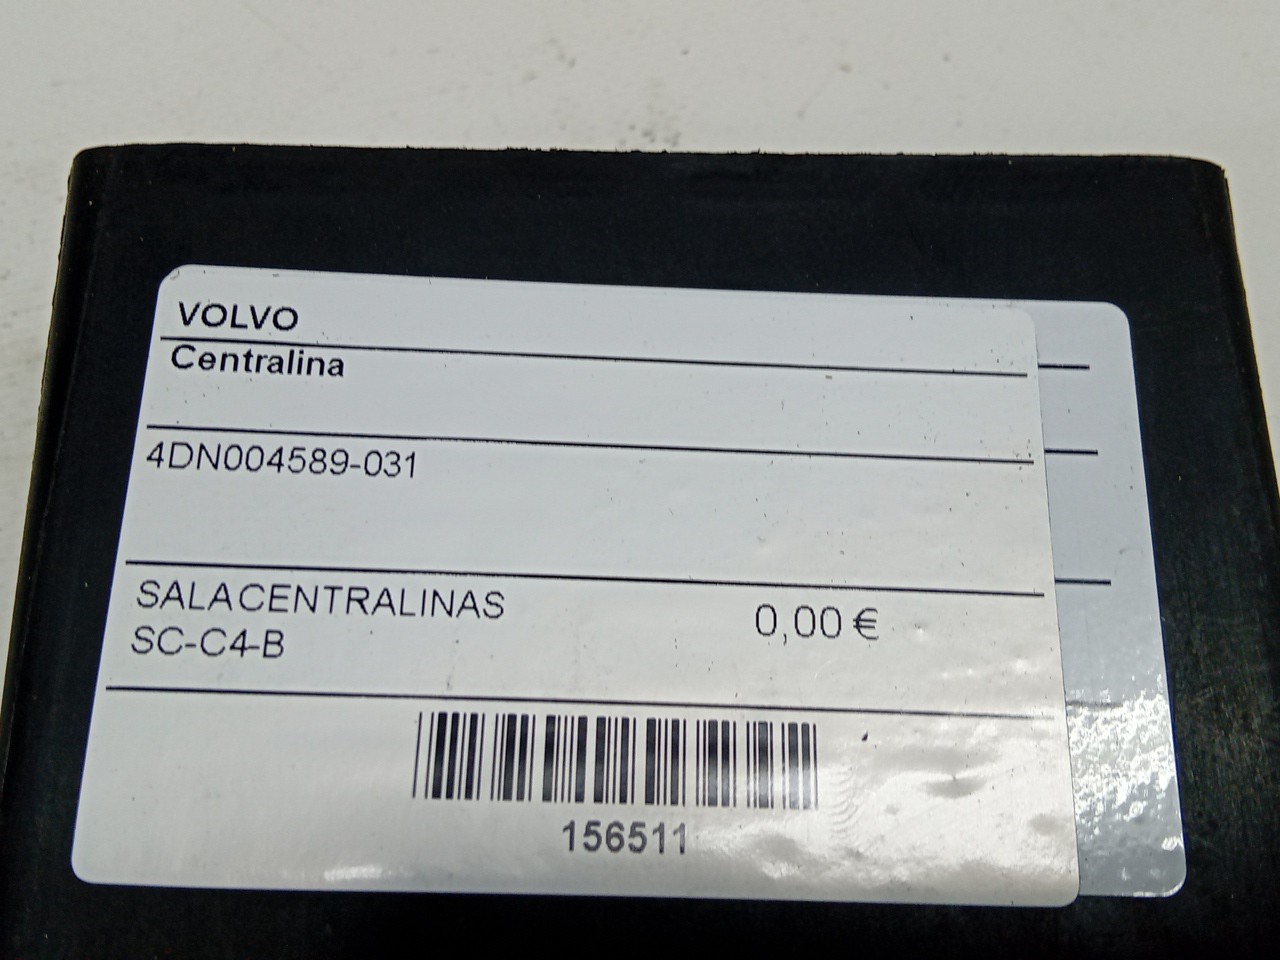 VOLVO
Centralina
4DN004589-031
SALACENTRALINAS
0,00 €
SC-C4-B
156511